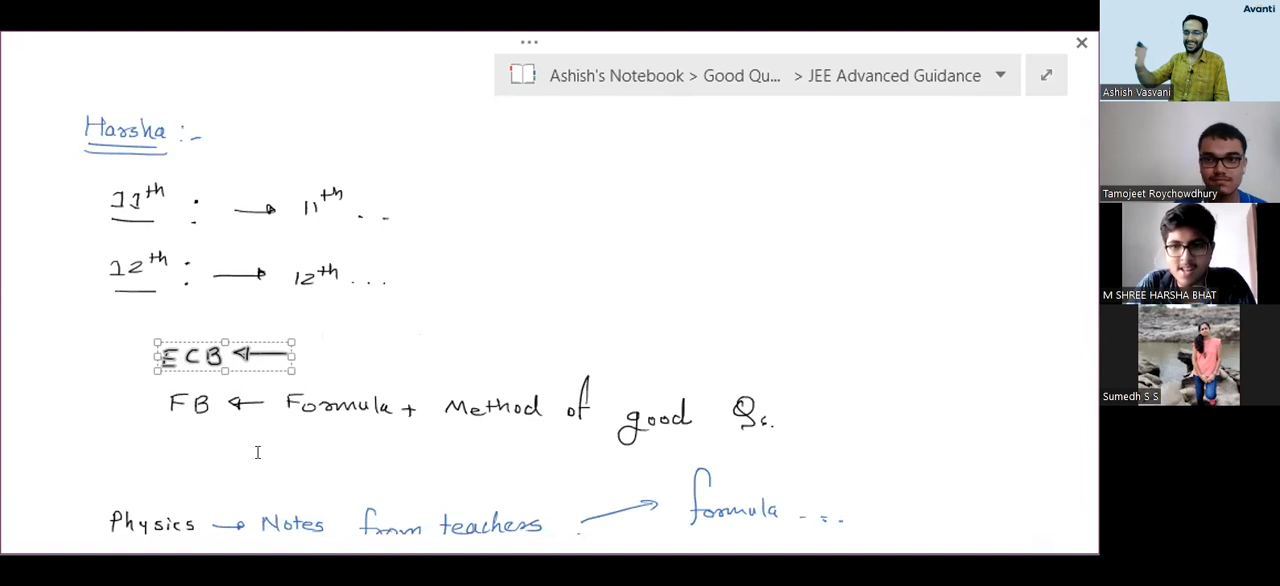 Avanti
Ashish's Notebook > Good Qu... > JEE Advanced Guidance
Ashish Vasvani
Harsha :-
11th : → 11th . .
Tamojeet Roychowdhury
12th : → 12th ...
M SHREE HARSHA BHAT
ECB ←
FB ← Formula + Method of good Qs.
Sumedh S S
Physics → Notes from teachers → formula ....